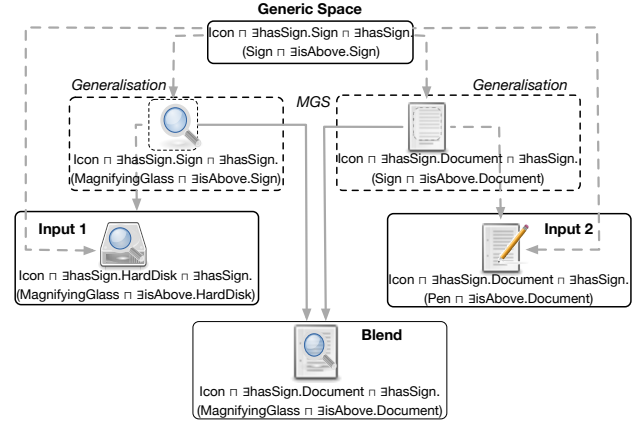 Generic Space
Icon ⊓ ∃hasSign.Sign ⊓ ∃hasSign.
(Sign ⊓ ∃isAbove.Sign)
Generalisation
MGS
Generalisation
Icon ⊓ ∃hasSign.Sign ⊓ ∃hasSign.
(MagnifyingGlass ⊓ ∃isAbove.Sign)
Icon ⊓ ∃hasSign.Document ⊓ ∃hasSign.
(Sign ⊓ ∃isAbove.Document)
Input 1
Icon ⊓ ∃hasSign.HardDisk ⊓ ∃hasSign.
(MagnifyingGlass ⊓ ∃isAbove.HardDisk)
Input 2
Icon ⊓ ∃hasSign.Document ⊓ ∃hasSign.
(Pen ⊓ ∃isAbove.Document)
Blend
Icon ⊓ ∃hasSign.Document ⊓ ∃hasSign.
(MagnifyingGlass ⊓ ∃isAbove.Document)